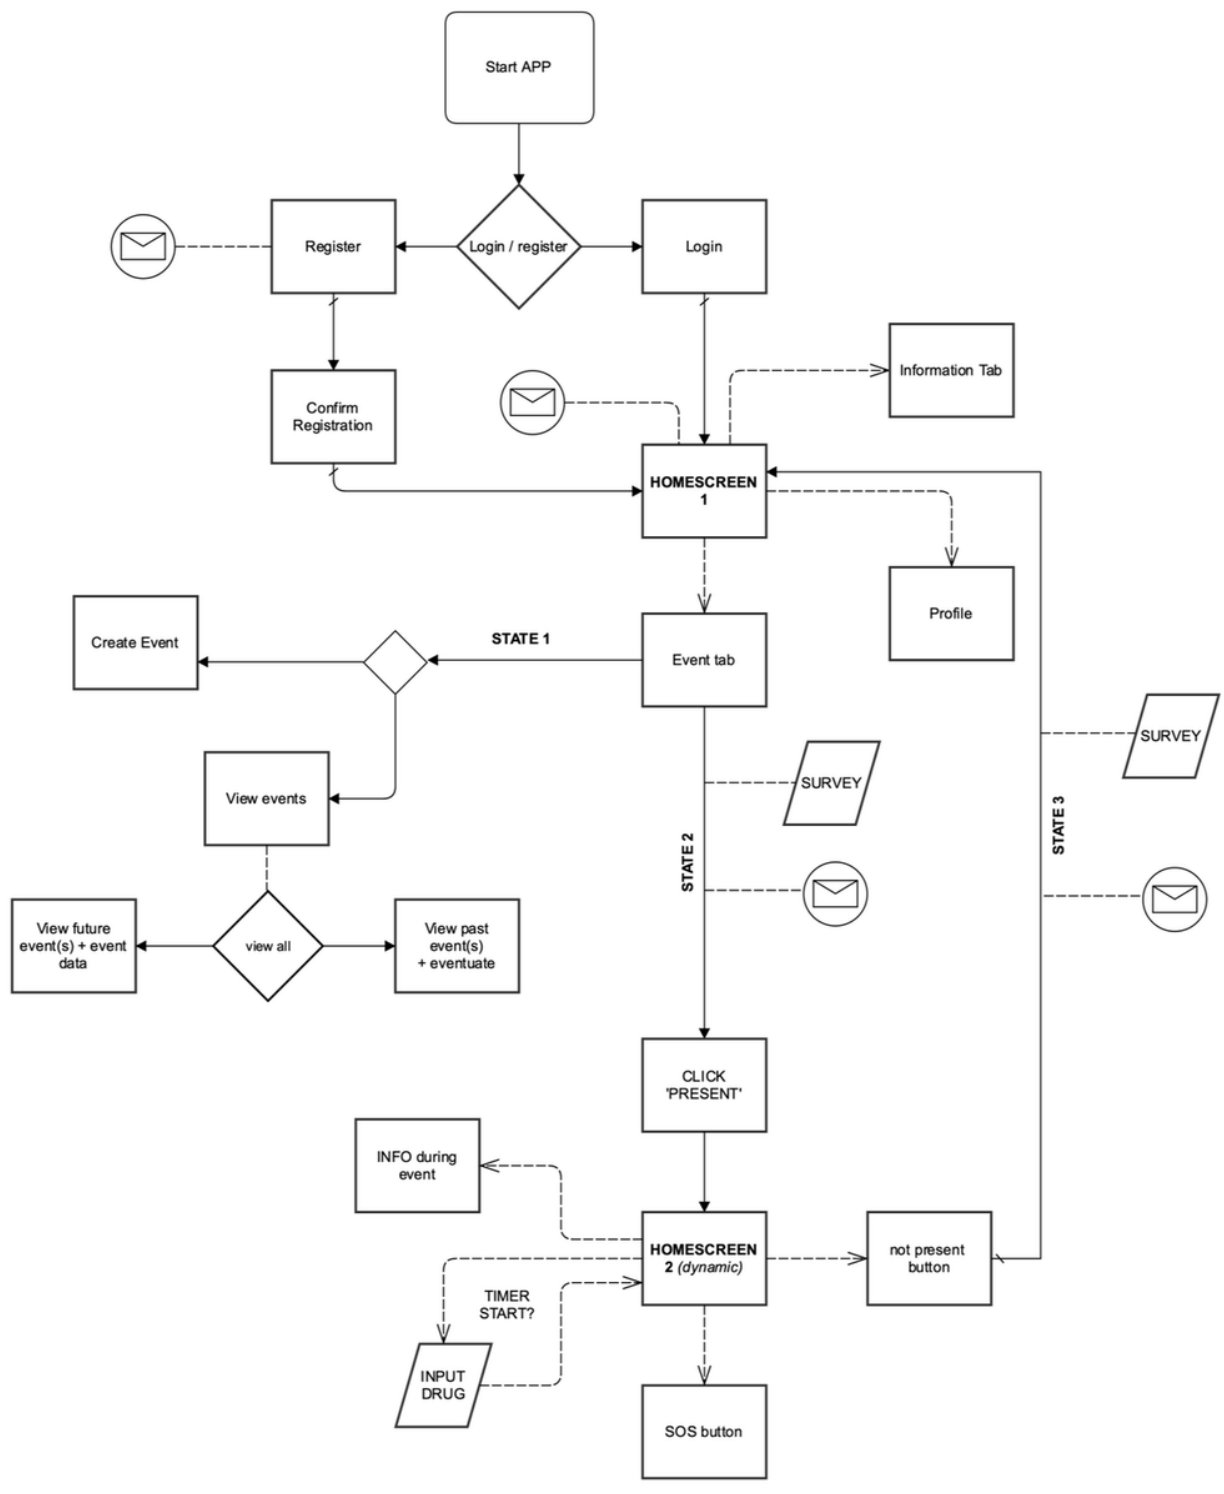 Start APP
Register
Login / register
Login
Information Tab
Confirm
Registration
HOMESCREEN
1
Profile
Create Event
STATE 1
Event tab
SURVEY
SURVEY
View events
STATE 2
STATE 3
View future
event(s) + event
data
view all
View past
event(s)
+ eventuate
CLICK
'PRESENT'
INFO during
event
HOMESCREEN
2 (dynamic)
not present
button
TIMER
START?
INPUT
DRUG
SOS button